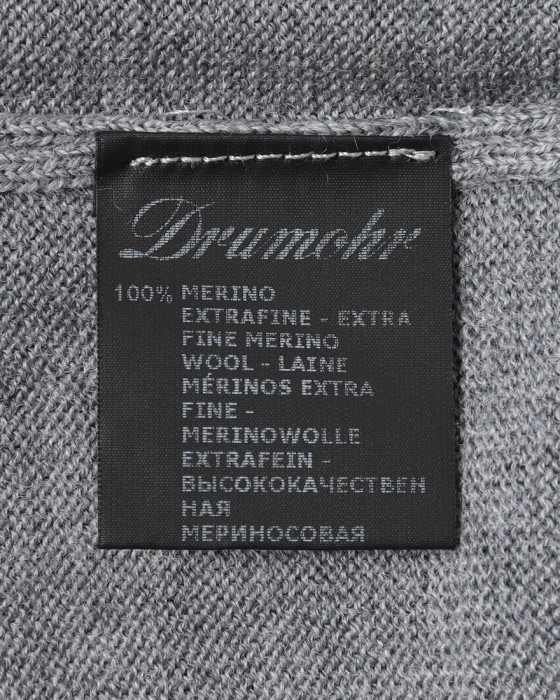 Drumohr
100% MERINO
EXTRAFINE - EXTRA
FINE MERINO
WOOL - LAINE
MÉRINOS EXTRA
FINE -
MERINOWOLLE
EXTRAFEIN -
ВЫСОКОКАЧЕСТВЕН
НАЯ
МЕРИНОСОВАЯ